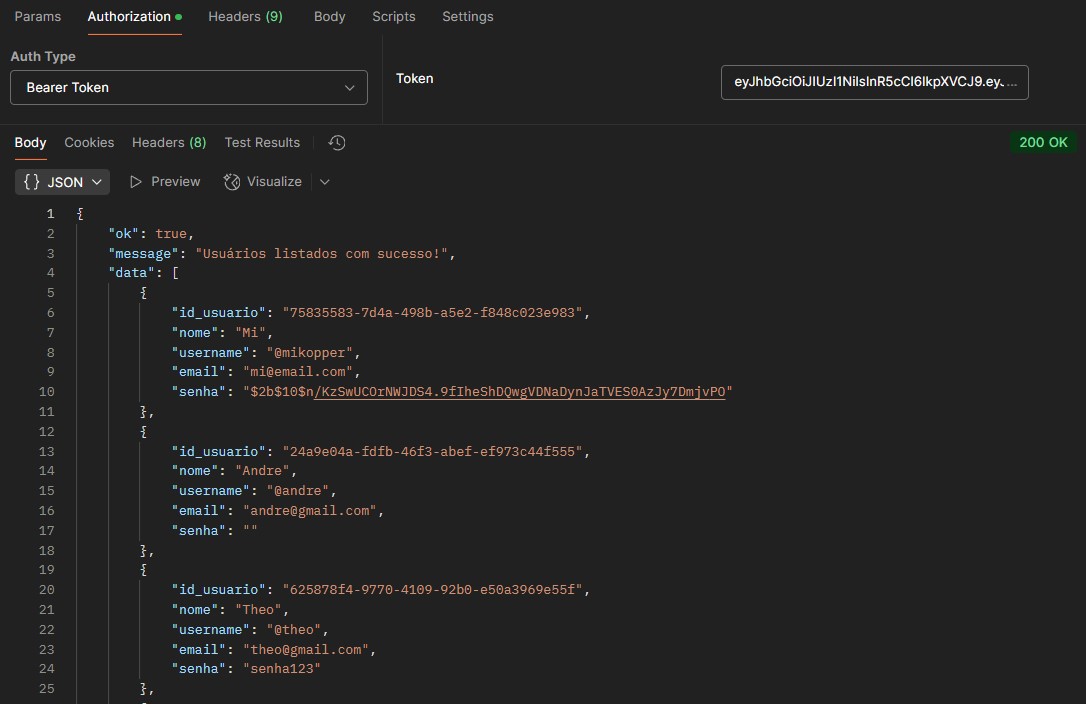 Params Authorization Headers (9) Body Scripts Settings
Auth Type
Bearer Token
Token
eyJhbGciOiJIUzI1NiIsInR5cCI6IkpXVCJ9.ey. ...
Body Cookies Headers (8) Test Results
200 OK
{} JSON Preview Visualize
1 {
2 "ok": true,
3 "message": "Usuários listados com sucesso!",
4 "data": [
5 {
6 "id_usuario": "75835583-7d4a-498b-a5e2-f848c023e983",
7 "nome": "Mi",
8 "username": "@mikopper",
9 "email": "mi@email.com",
10 "senha": "$2b$10$n/KzSwUCOrNWJDS4.9fIheShDQwgVDNaDynJaTVES0AzJy7DmjvPO"
11 },
12 {
13 "id_usuario": "24a9e04a-fdfb-46f3-abef-ef973c44f555",
14 "nome": "Andre",
15 "username": "@andre",
16 "email": "andre@gmail.com",
17 "senha": ""
18 },
19 {
20 "id_usuario": "625878f4-9770-4109-92b0-e50a3969e55f",
21 "nome": "Theo",
22 "username": "@theo",
23 "email": "theo@gmail.com",
24 "senha": "senha123"
25 },